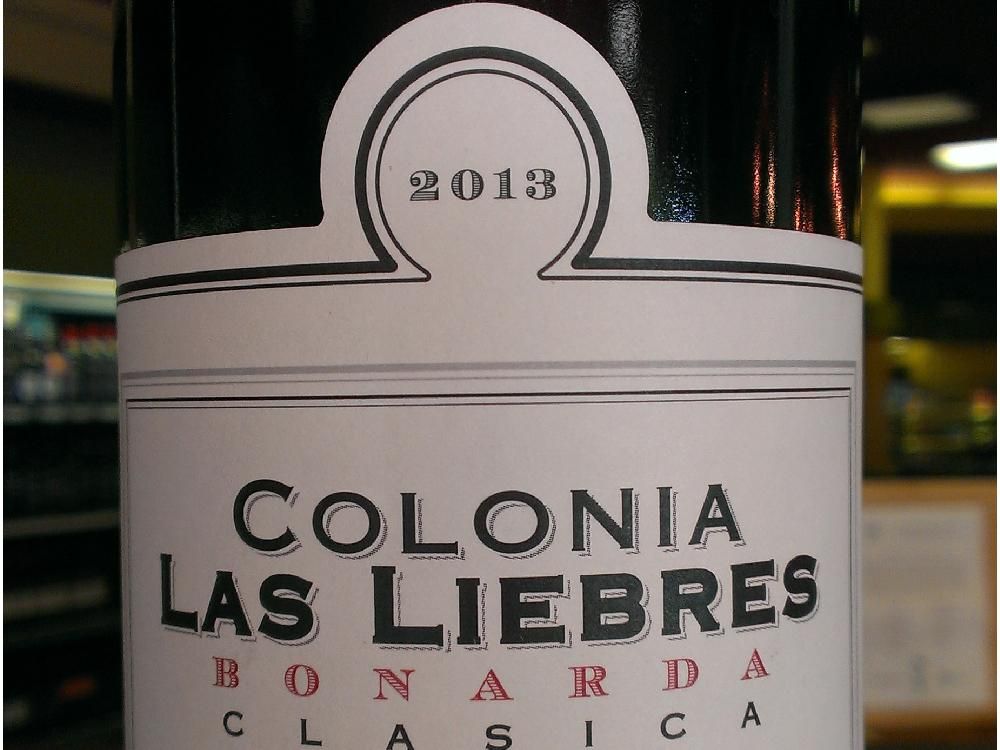 2013
COLONIA
LAS LIEBRES
BONARDA
CLASICA